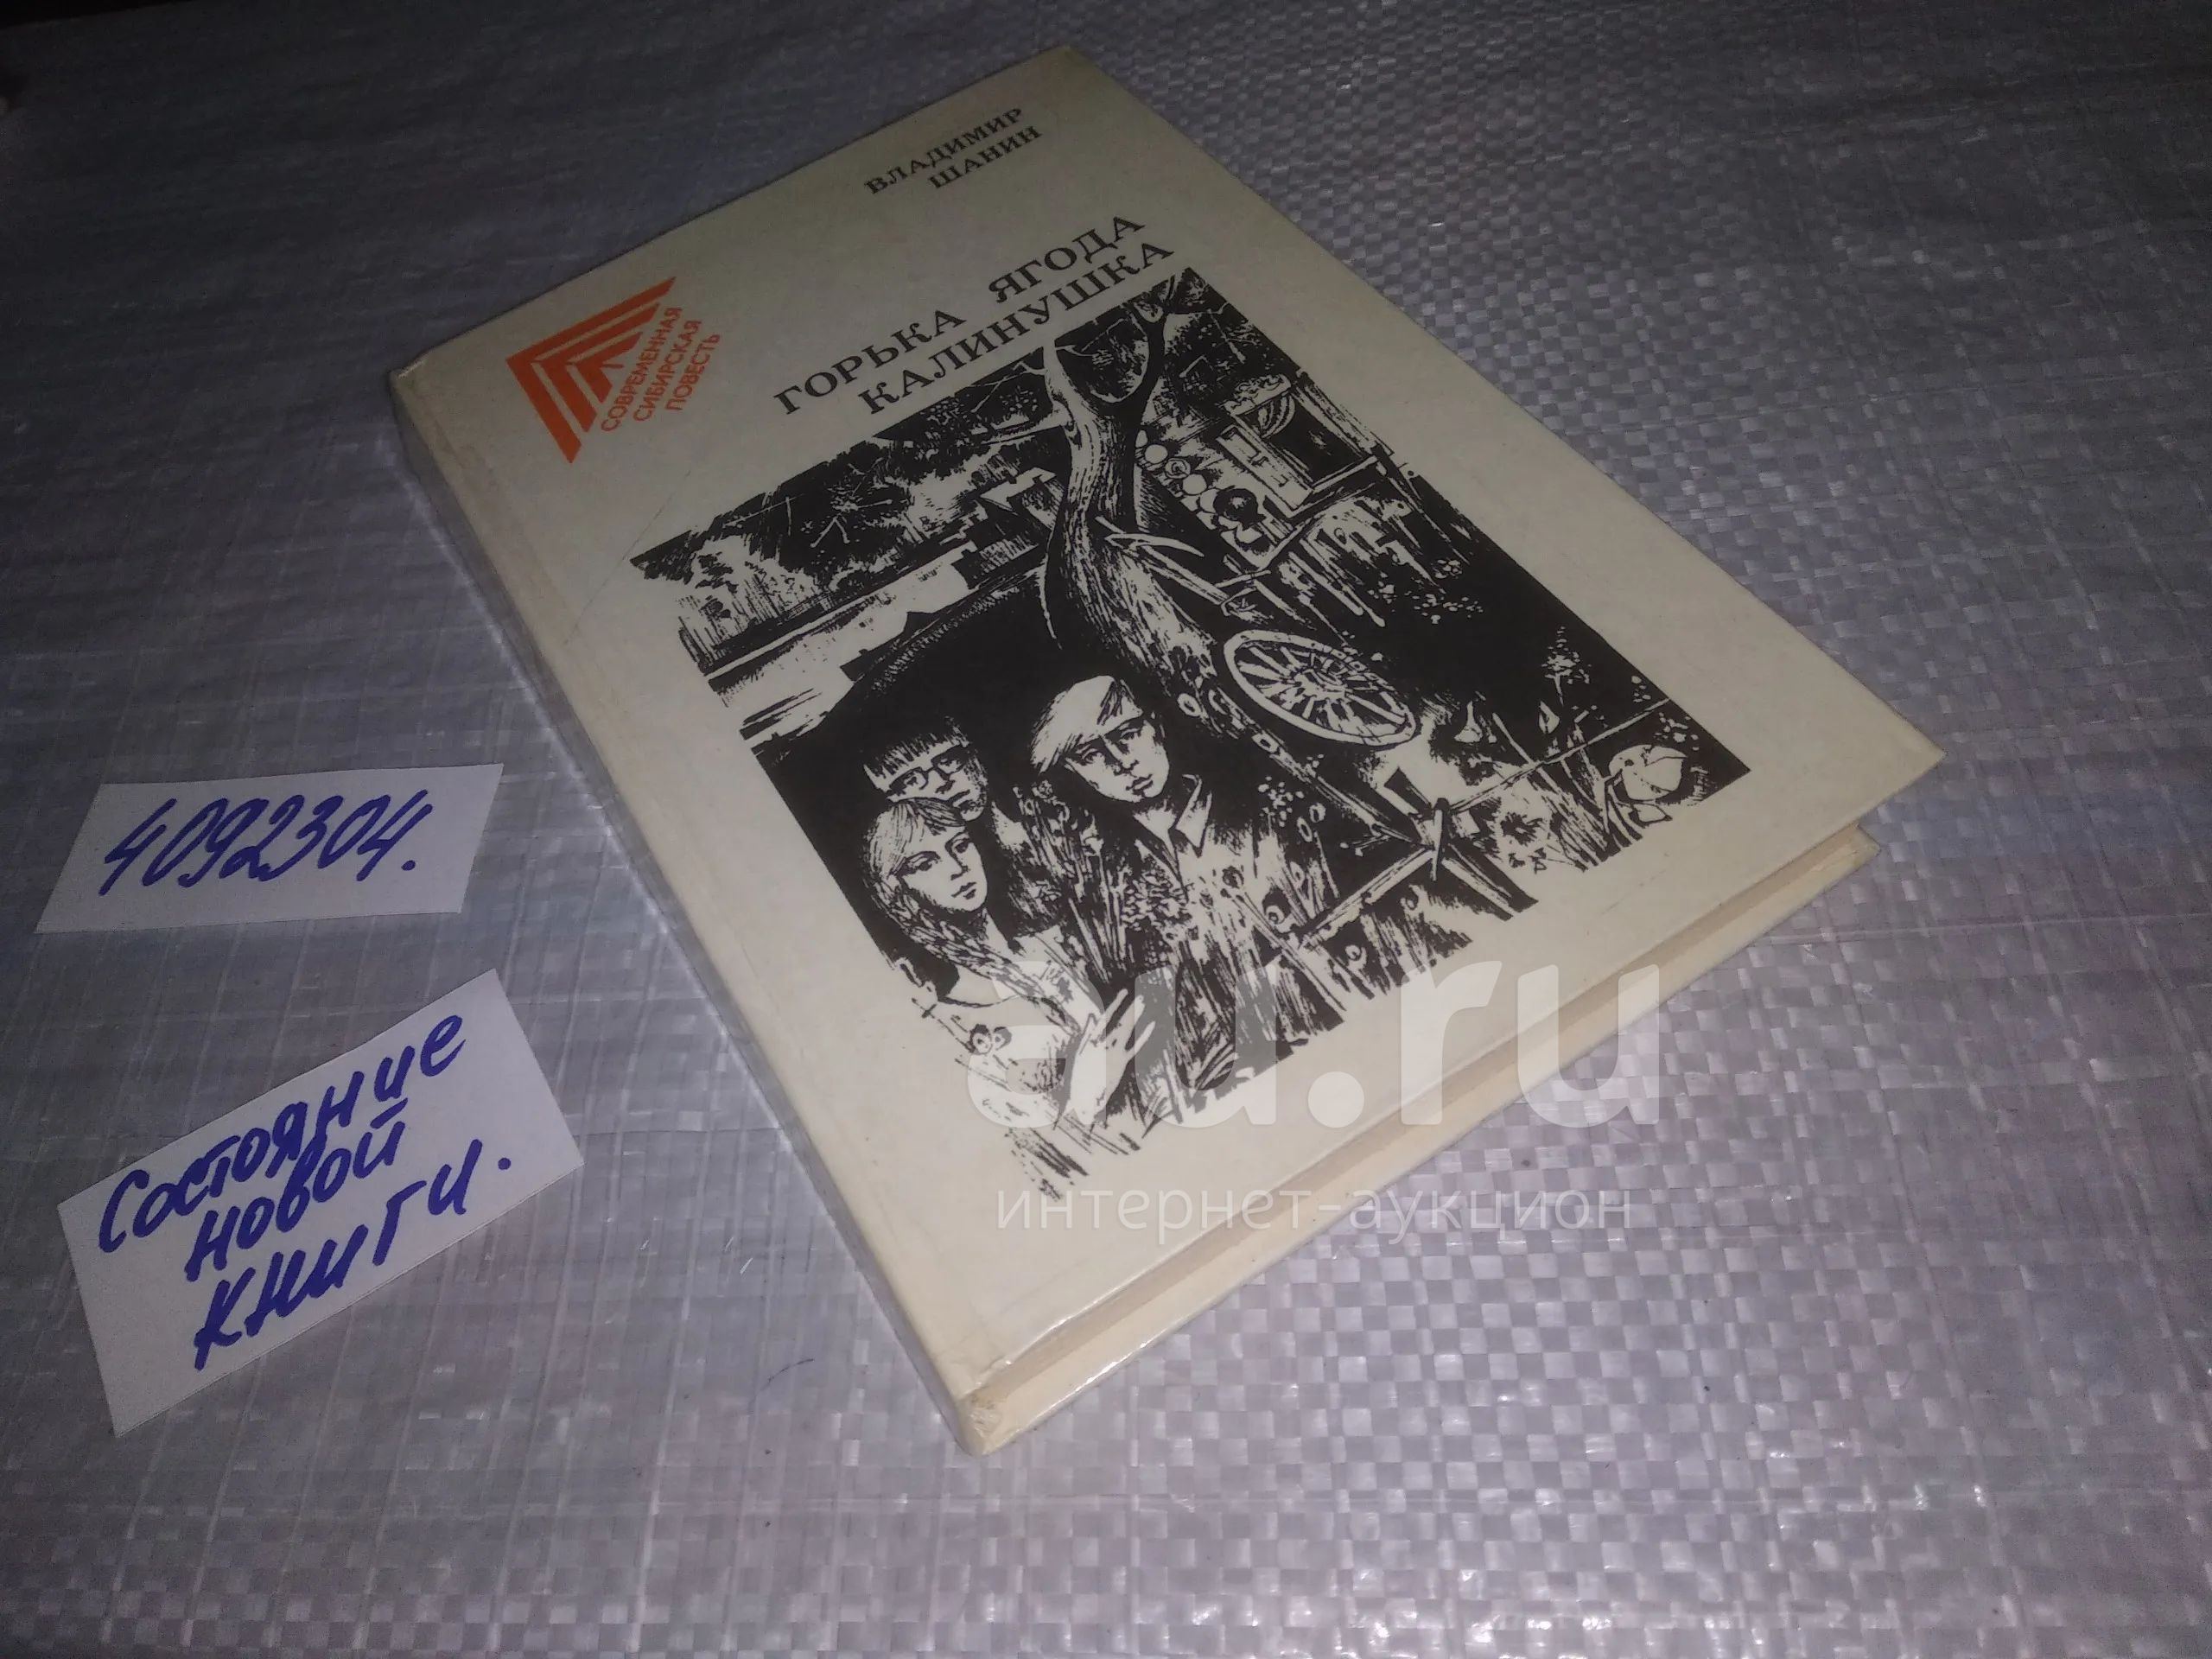 ВЛАДИМИР
ШАНИН
ГОРЬКА ЯГОДА
КАЛИНУШКА
СОВРЕМЕННАЯ
СИБИРСКАЯ
ПОВЕСТЬ
4092304.
Состояние
новой
книги.
au.ru
интернет-аукцион